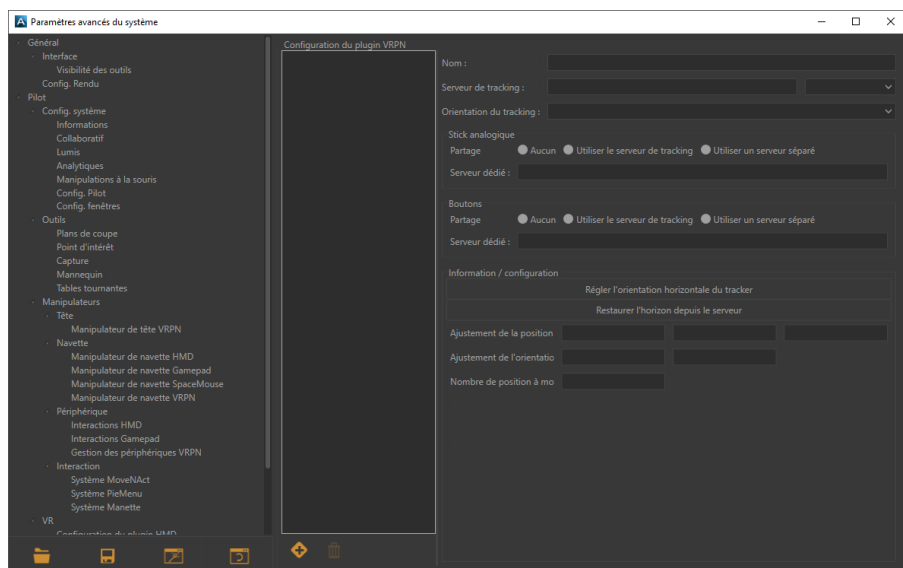 Paramètres avancés du système
Général
Interface
Visibilité des outils
Config. Rendu
Pilot
Config. système
Informations
Collaboratif
Lumis
Analytiques
Manipulations à la souris
Config. Pilot
Config. fenêtres
Outils
Plans de coupe
Point d'intérêt
Capture
Mannequin
Tables tournantes
Manipulateurs
Tête
Manipulateur de tête VRPN
Navette
Manipulateur de navette HMD
Manipulateur de navette Gamepad
Manipulateur de navette SpaceMouse
Manipulateur de navette VRPN
Périphérique
Interactions HMD
Interactions Gamepad
Gestion des périphériques VRPN
Interaction
Système MoveNAct
Système PieMenu
Système Manette
VR
Configuration du plugin HMD
Configuration du plugin VRPN
Nom :
Serveur de tracking :
Orientation du tracking :
Stick analogique
Partage Aucun Utiliser le serveur de tracking Utiliser un serveur séparé
Serveur dédié :
Boutons
Partage Aucun Utiliser le serveur de tracking Utiliser un serveur séparé
Serveur dédié :
Information / configuration
Régler l'orientation horizontale du tracker
Restaurer l'horizon depuis le serveur
Ajustement de la position
Ajustement de l'orientatio
Nombre de position à mo